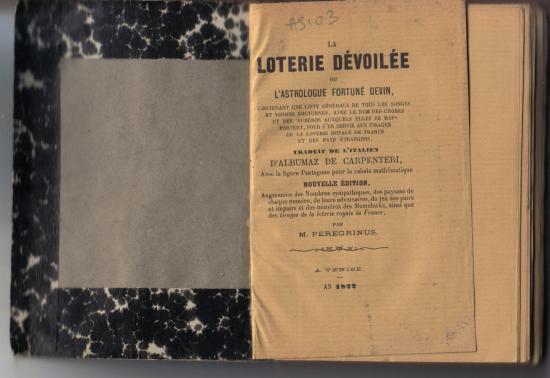 A5103
LA
LOTERIE DÉVOILÉE
OU
L'ASTROLOGUE FORTUNÉ DEVIN,
CONTENANT UNE LISTE GÉNÉRALE DE TOUS LES SONGES
ET VISIONS NOCTURNES, AVEC LE NOM DES CHOSES
ET DES NUMÉROS AUXQUELS ELLES SE RAP-
PORTENT, POUR S'EN SERVIR AUX TIRAGES
DE LA LOTERIE ROYALE DE FRANCE
ET DES PAYS ÉTRANGERS.
TRADUIT DE L'ITALIEN
D'ALBUMAZ DE CARPENTERI,
Avec la figure Pentagone pour la cabale mathématique
NOUVELLE ÉDITION,
Augmentée des Nombres sympathiques, des paysans de
chaque numéro, de leurs adversaires, du jeu des pairs
et impairs et des numéros des Mamelucks, ainsi que
des tirages de la loterie royale de France,
PAR
M. PEREGRINUS.
A VENISE.
AN 1877